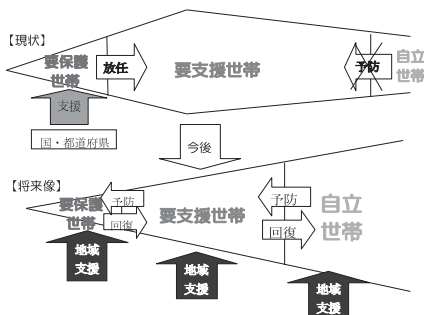 【現状】
要保護
世帯
放任
要支援世帯
予防
自立
世帯
支援
国・都道府県
今後
【将来像】
要保護
世帯
予防
回復
要支援世帯
予防
回復
自立
世帯
地域
支援
地域
支援
地域
支援